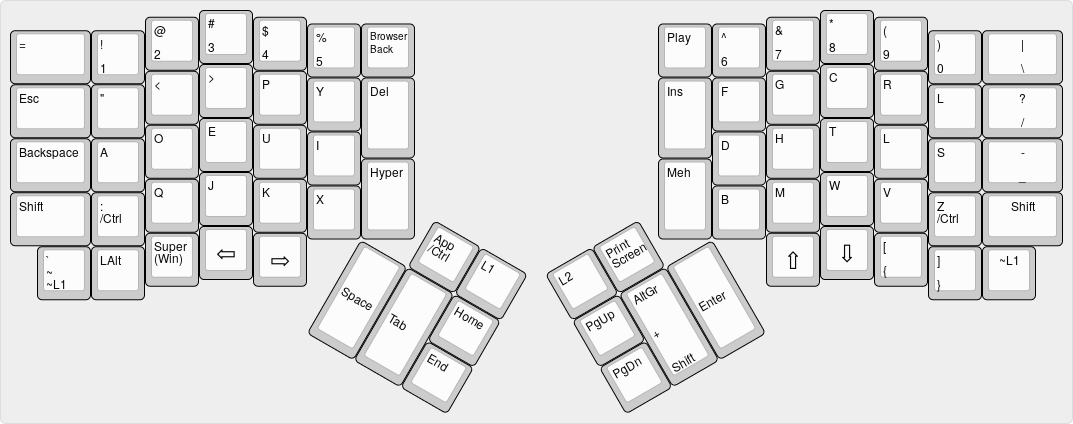 = ! 1 @ 2 # 3 $ 4 % 5 Browser Back
Play ^ 6 & 7 * 8 ( 9 ) 0 | \
Esc " < > P Y Del
Ins F G C R L ? /
Backspace A O E U I
D H T L S - _
Shift : /Ctrl Q J K X Hyper
Meh B M W V Z /Ctrl Shift
` ~ ~L1 LAlt Super (Win) ⇦ ⇨
⇧ ⇩ [ { ] } ~L1
App /Ctrl L1
Space Tab Home
End
L2 Print Screen
PgUp AltGr + Shift Enter
PgDn